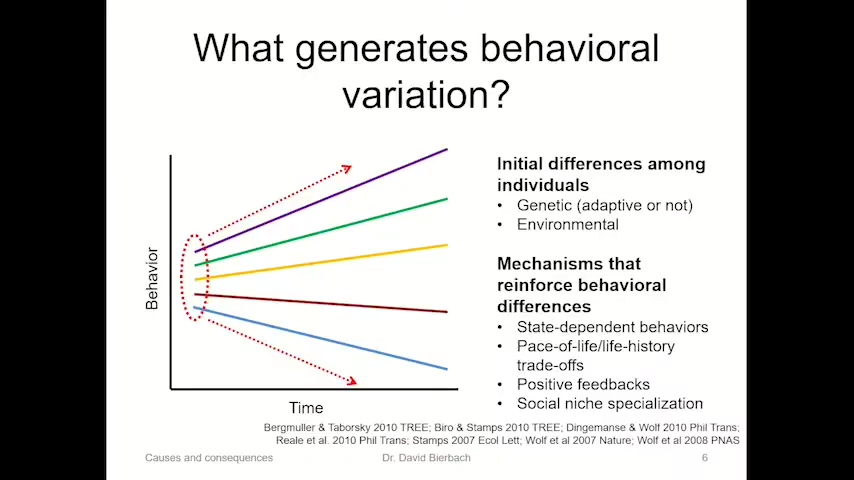 What generates behavioral
variation?
Behavior
Time
Initial differences among
individuals
• Genetic (adaptive or not)
• Environmental
Mechanisms that
reinforce behavioral
differences
• State-dependent behaviors
• Pace-of-life/life-history
trade-offs
• Positive feedbacks
• Social niche specialization
Bergmuller & Taborsky 2010 TREE; Biro & Stamps 2010 TREE; Dingemanse & Wolf 2010 Phil Trans;
Reale et al. 2010 Phil Trans; Stamps 2007 Ecol Lett; Wolf et al 2007 Nature; Wolf et al 2008 PNAS
Causes and consequences
Dr. David Bierbach
6